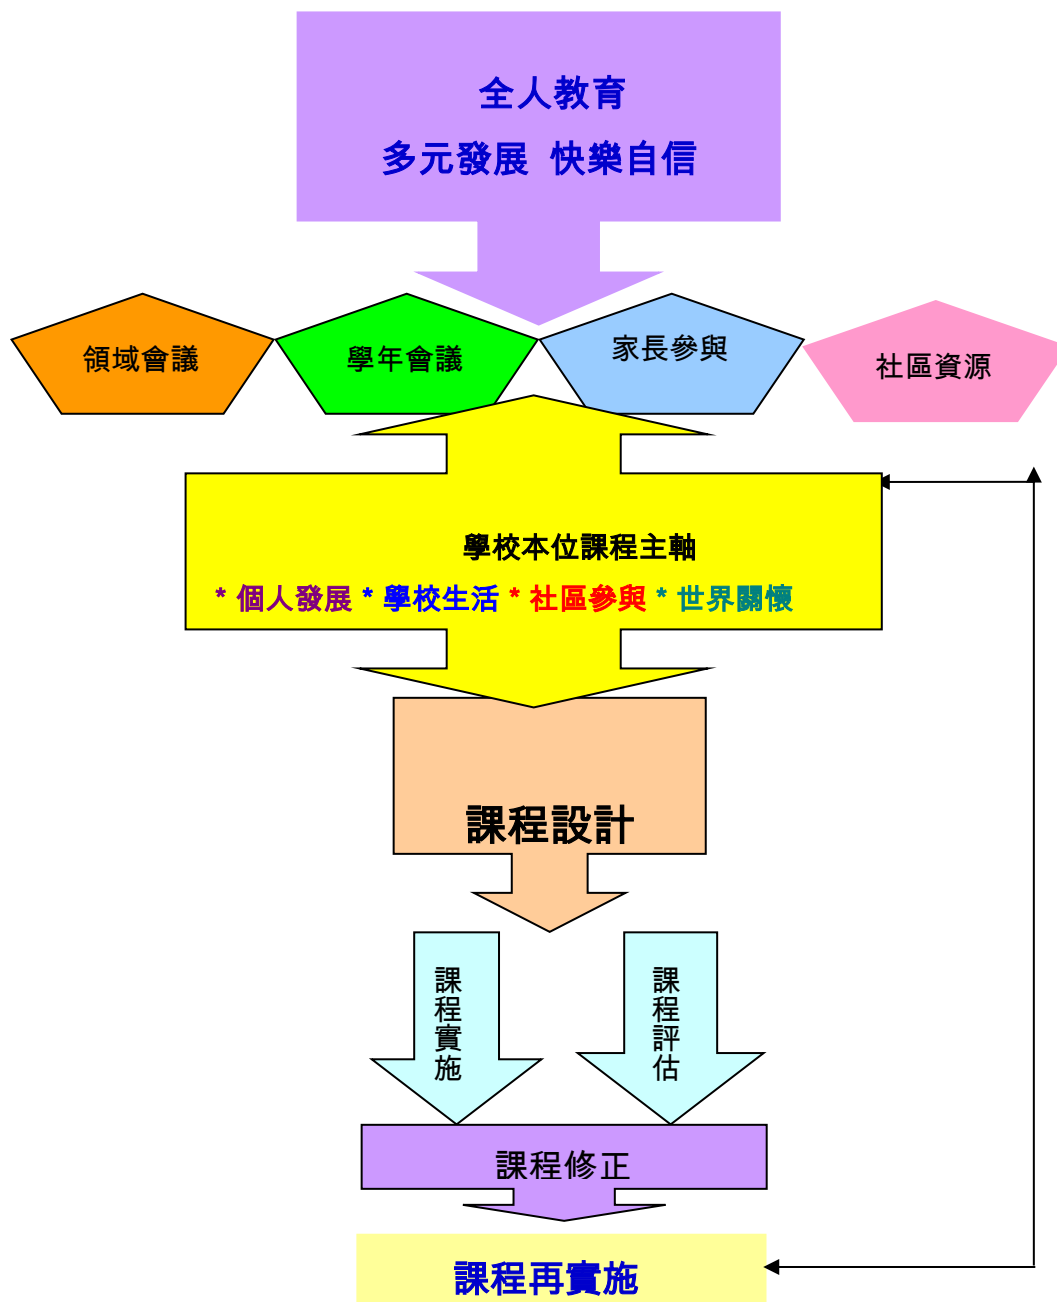 全人教育
多元發展 快樂自信
領域會議
學年會議
家長參與
社區資源
學校本位課程主軸
* 個人發展 * 學校生活 * 社區參與 * 世界關懷
課程設計
課程實施
課程評估
課程修正
課程再實施